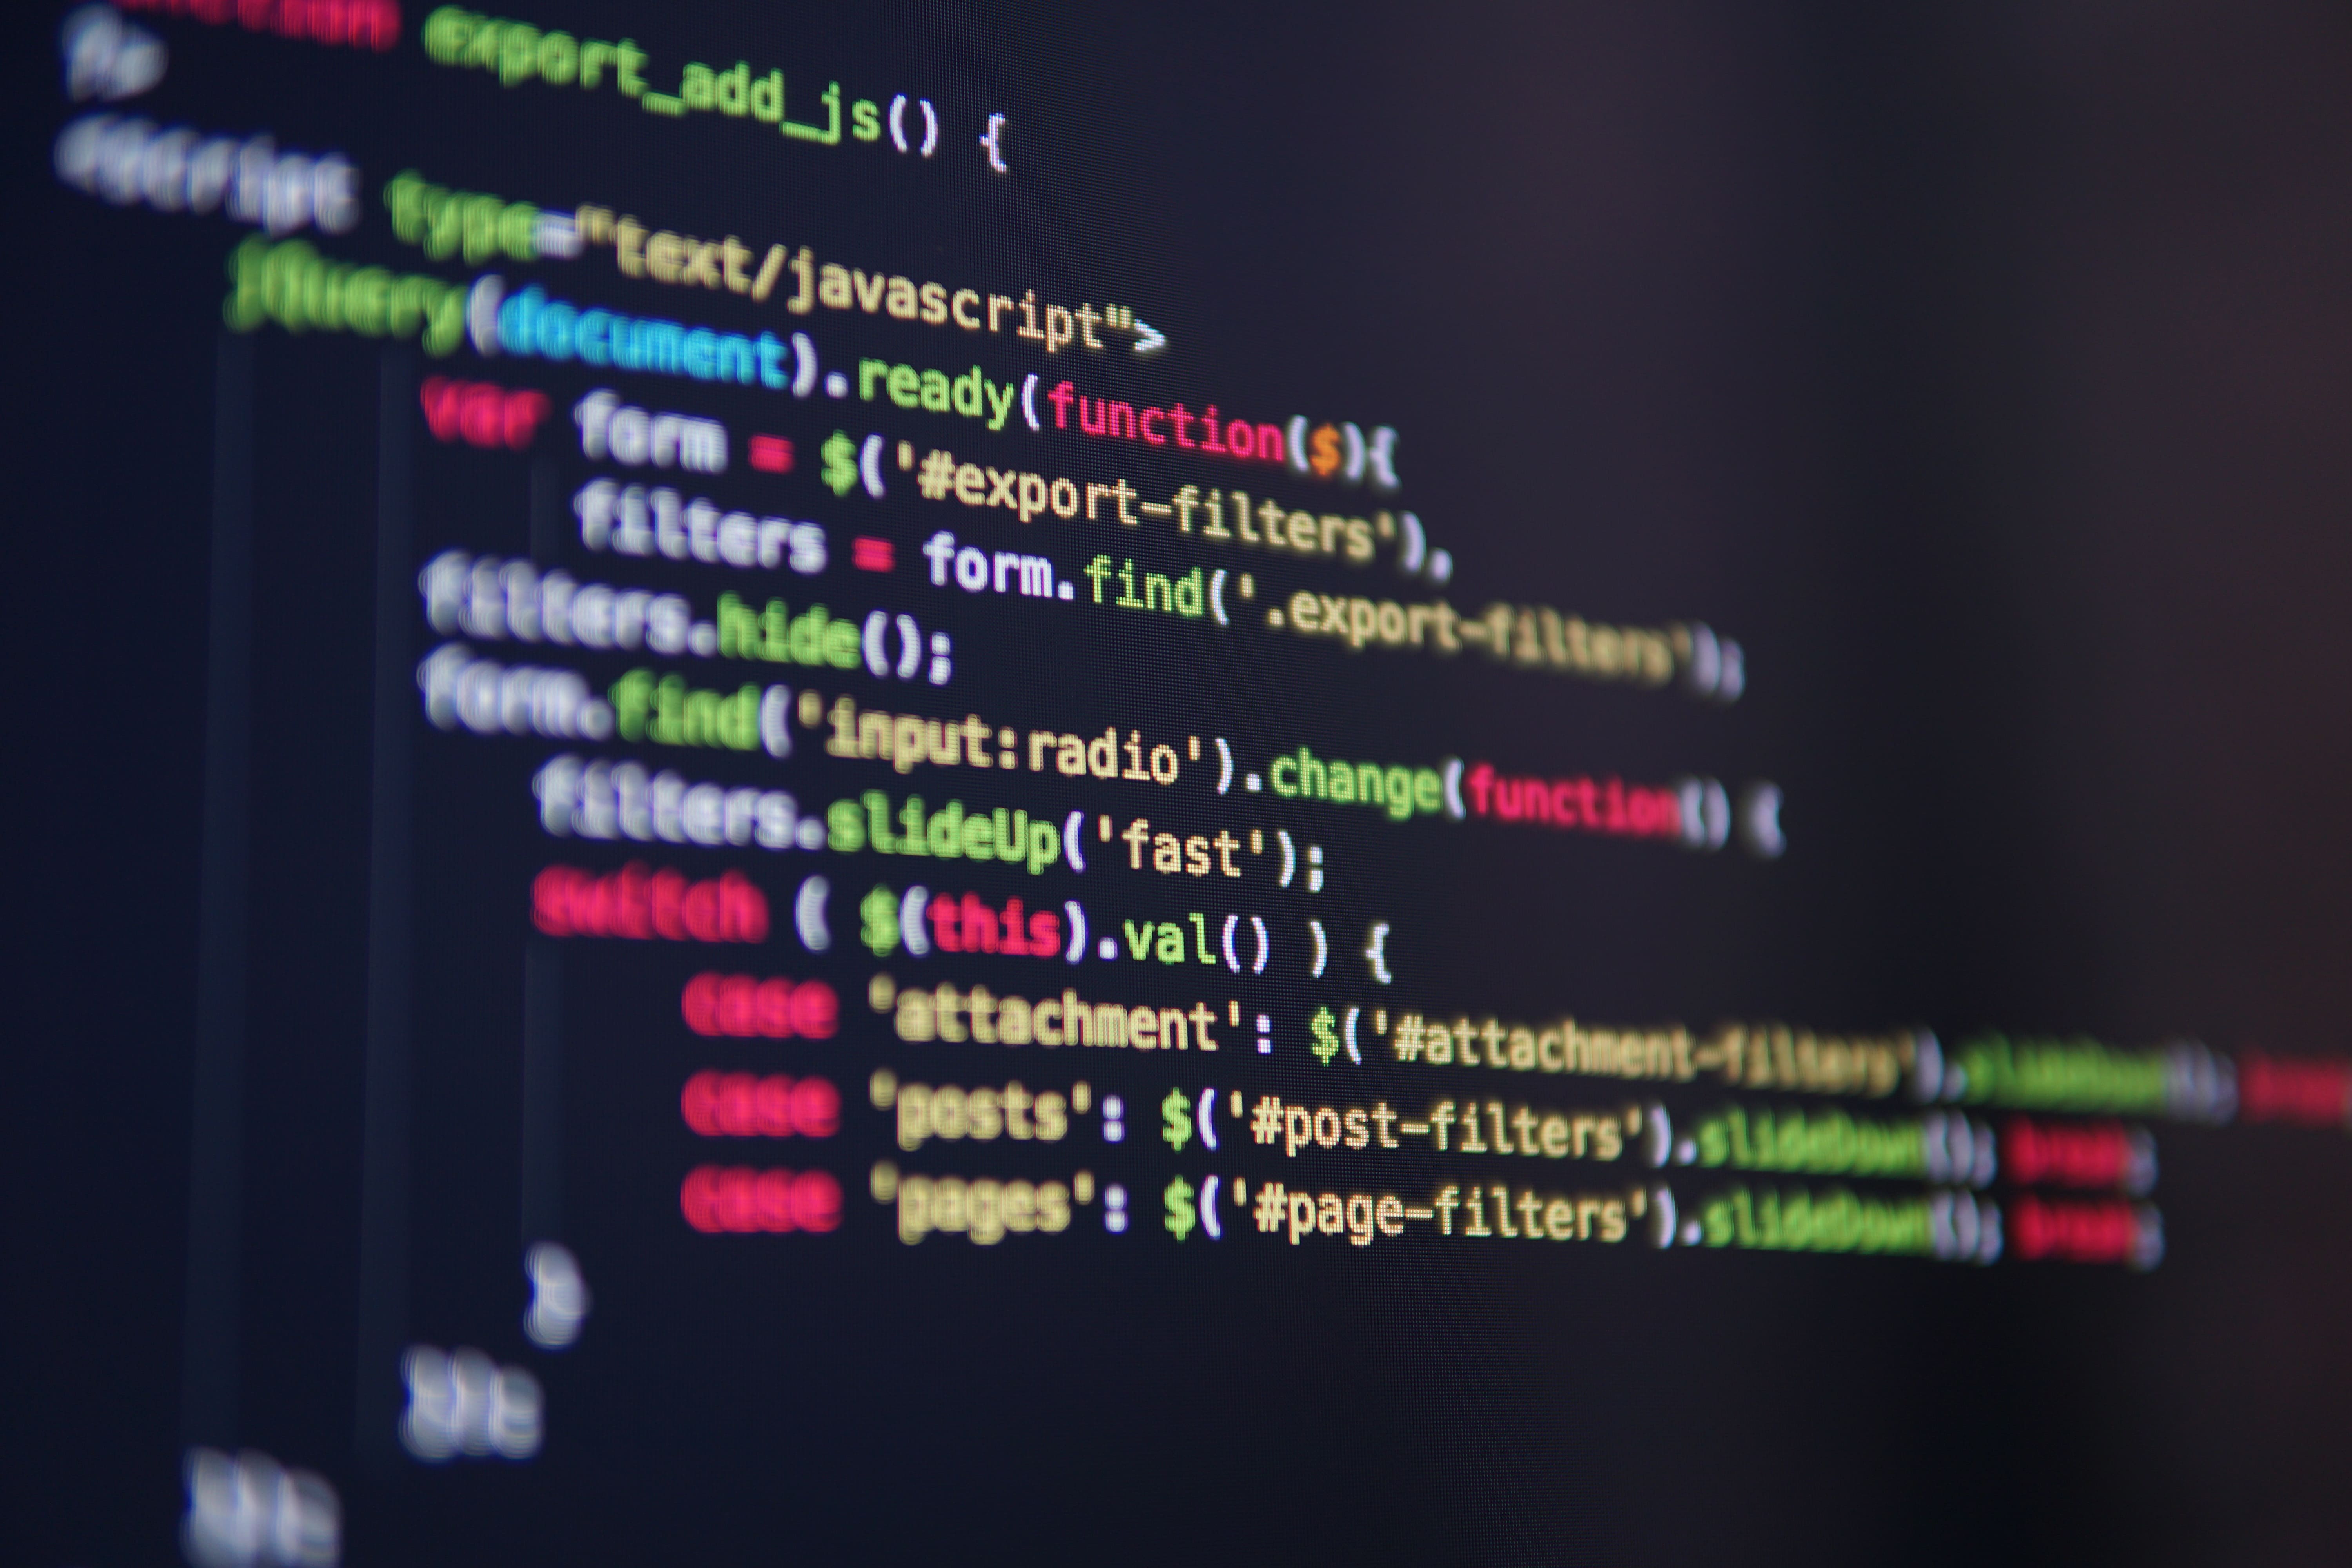 function export_add_js() {
?>
<script type="text/javascript">
jQuery(document).ready(function($){
var form = $('#export-filters'),
filters = form.find('.export-filters');
filters.hide();
form.find('input:radio').change(function() {
filters.slideUp('fast');
switch ( $(this).val() ) {
case 'attachment': $('#attachment-filters').slideDown(); break
case 'posts': $('#post-filters').slideDown(); break;
case 'pages': $('#page-filters').slideDown(); break;
}
});
});